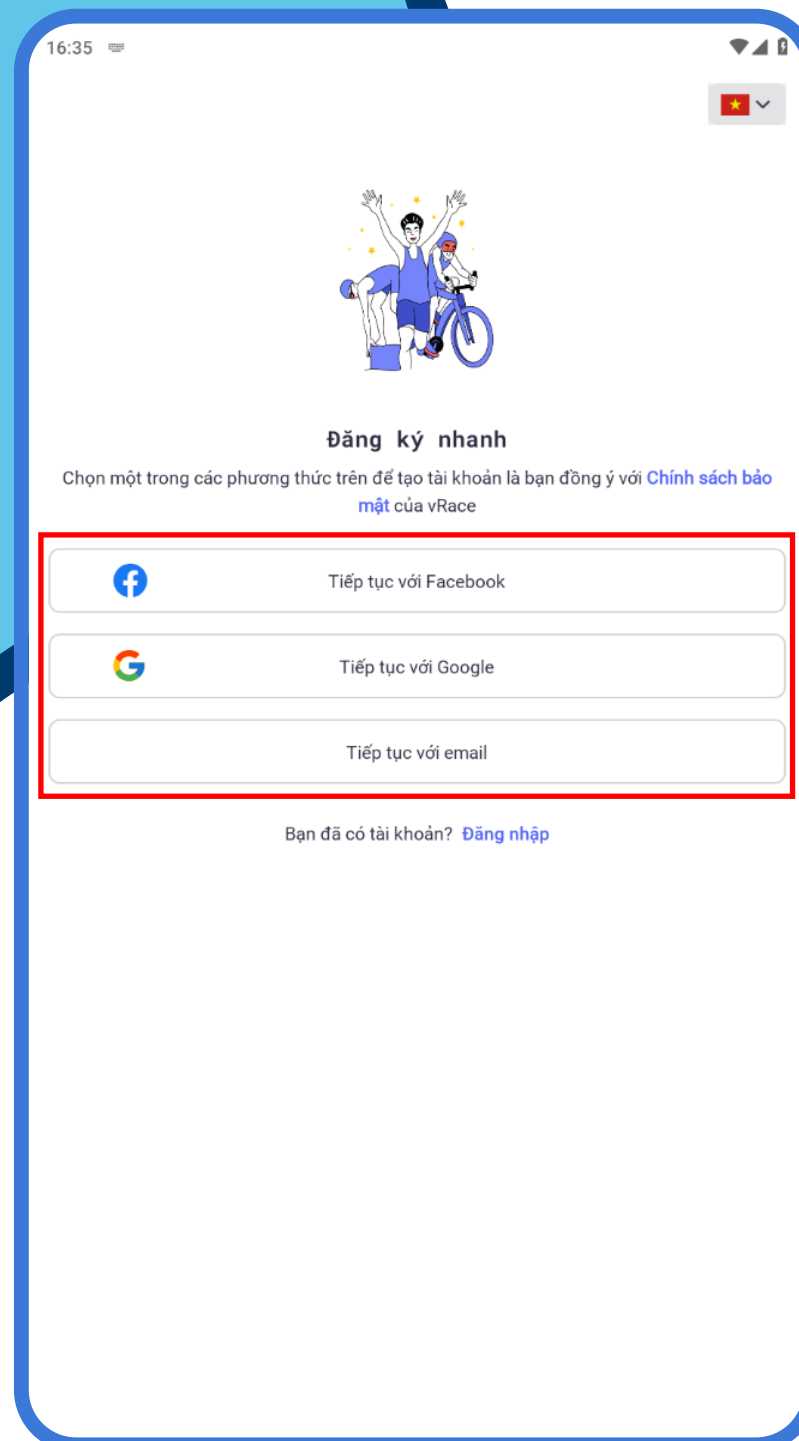 16:35
Đăng ký nhanh
Chọn một trong các phương thức trên để tạo tài khoản là bạn đồng ý với Chính sách bảo
mật của vRace
Tiếp tục với Facebook
Tiếp tục với Google
Tiếp tục với email
Bạn đã có tài khoản? Đăng nhập